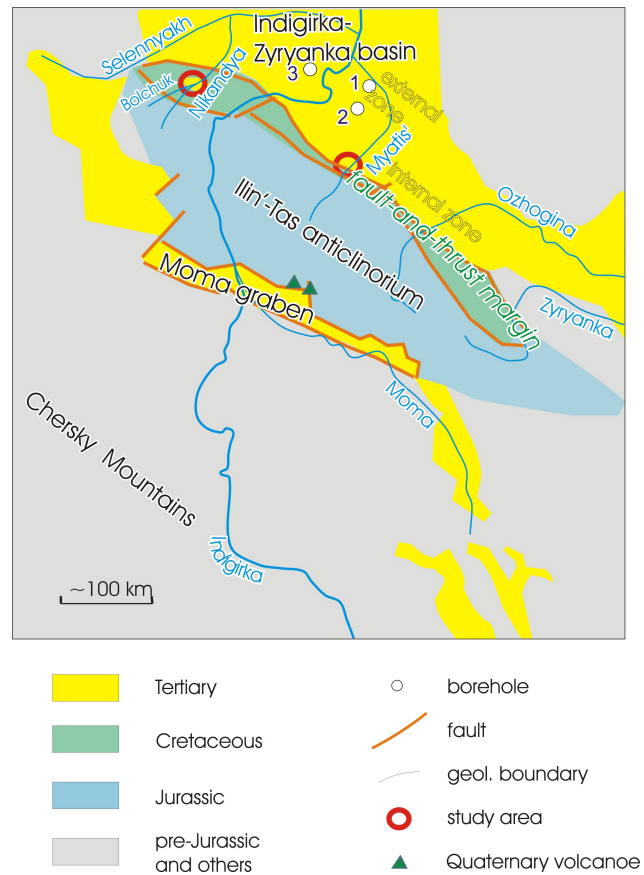 Indigirka-
Zyryanka basin
Selennyakh
Bolchuk
Nikandya
3
1
2
external
zone
Myatis'
internal zone
fault-and-thrust margin
Ozhogina
Ilin'-Tas anticlinorium
Zyryanka
Moma graben
Moma
Chersky Mountains
Indigirka
~100 km
Tertiary
Cretaceous
Jurassic
pre-Jurassic
and others
borehole
fault
geol. boundary
study area
Quaternary volcanoe